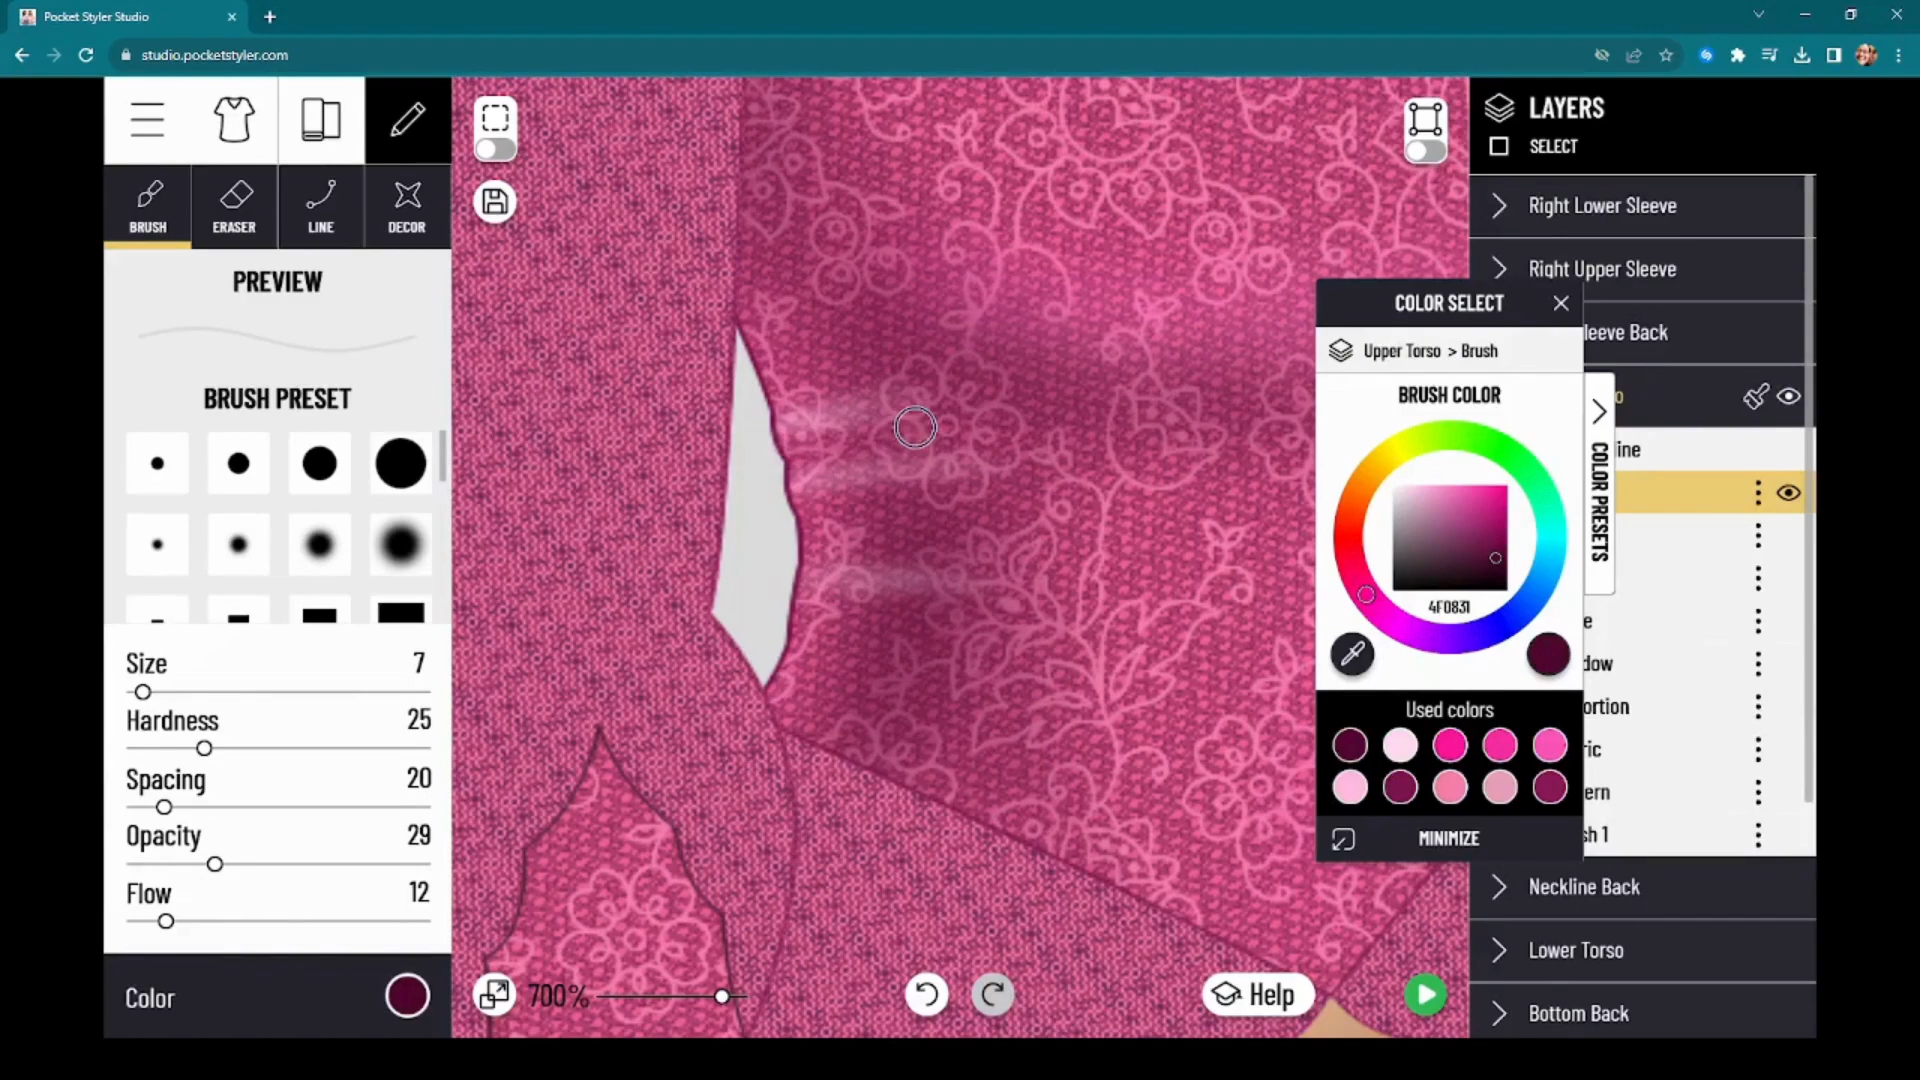 Pocket Styler Studio
studio.pocketstyler.com
BRUSH
ERASER
LINE
DECOR
PREVIEW
BRUSH PRESET
Size 7
Hardness 25
Spacing 20
Opacity 29
Flow 12
Color
700%
Help
COLOR SELECT
Upper Torso > Brush
BRUSH COLOR
4F0831
Used colors
MINIMIZE
COLOR PRESETS
LAYERS
SELECT
Right Lower Sleeve
Right Upper Sleeve
leeve Back
o
ine
e
dow
ortion
ric
ern
sh 1
Neckline Back
Lower Torso
Bottom Back